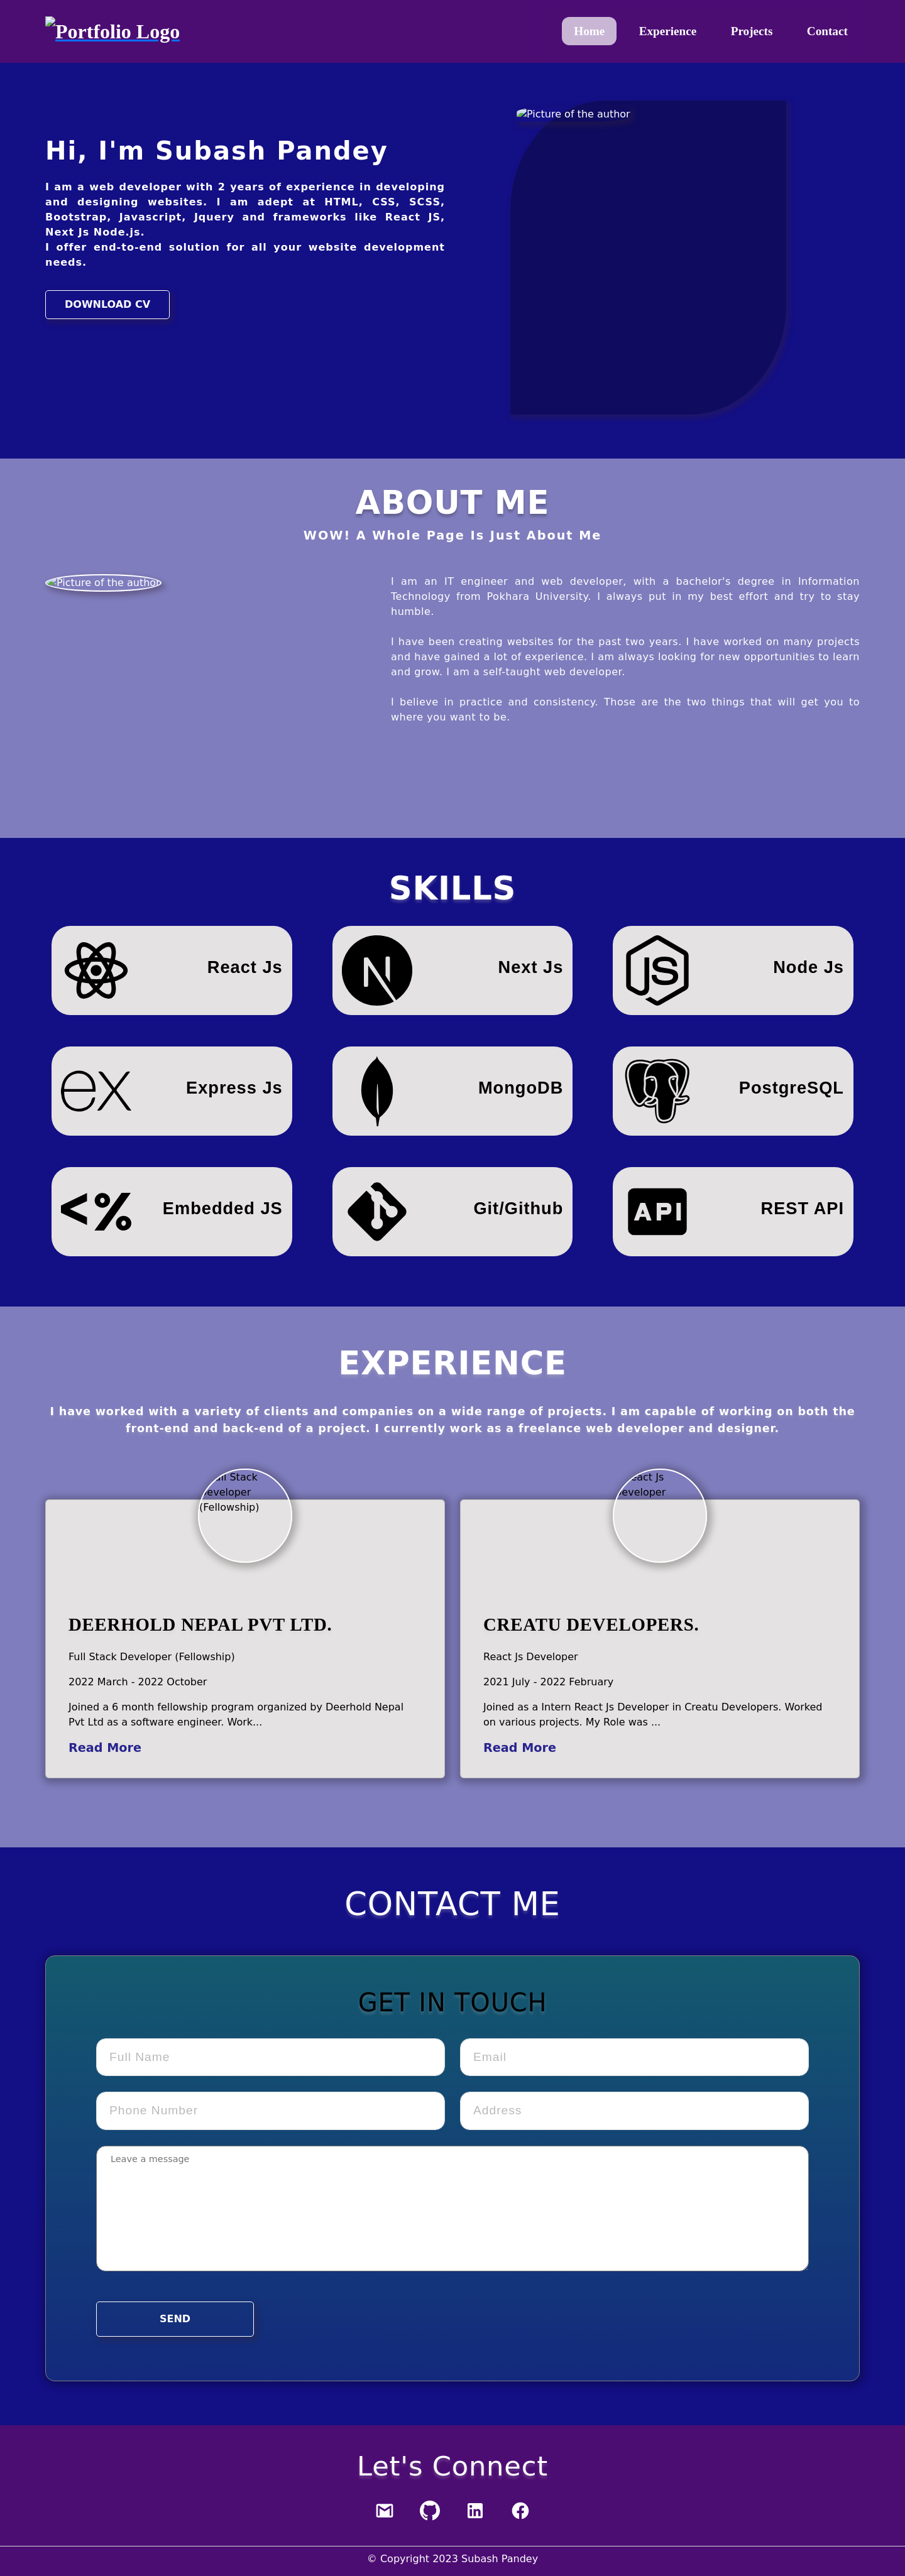 Portfolio Logo
Home Experience Projects Contact
Picture of the author
Hi, I'm Subash Pandey
I am a web developer with 2 years of experience in developing
and designing websites. I am adept at HTML, CSS, SCSS,
Bootstrap, Javascript, Jquery and frameworks like React JS,
Next Js Node.js.
I offer end-to-end solution for all your website development
needs.
DOWNLOAD CV
ABOUT ME
WOW! A Whole Page Is Just About Me
Picture of the author
I am an IT engineer and web developer, with a bachelor's degree in Information
Technology from Pokhara University. I always put in my best effort and try to stay
humble.
I have been creating websites for the past two years. I have worked on many projects
and have gained a lot of experience. I am always looking for new opportunities to learn
and grow. I am a self-taught web developer.
I believe in practice and consistency. Those are the two things that will get you to
where you want to be.
SKILLS
React Js
N Next Js
JS Node Js
ex Express Js
MongoDB
PostgreSQL
<% Embedded JS
Git/Github
API REST API
EXPERIENCE
I have worked with a variety of clients and companies on a wide range of projects. I am capable of working on both the
front-end and back-end of a project. I currently work as a freelance web developer and designer.
Stack
(Fellowship)
DEERHOLD NEPAL PVT LTD.
Full Stack Developer (Fellowship)
2022 March - 2022 October
Joined a 6 month fellowship program organized by Deerhold Nepal
Pvt Ltd as a software engineer. Work...
Read More
Js
CREATU DEVELOPERS.
React Js Developer
2021 July - 2022 February
Joined as a Intern React Js Developer in Creatu Developers. Worked
on various projects. My Role was ...
Read More
CONTACT ME
GET IN TOUCH
Full Name
Email
Phone Number
Address
Leave a message
SEND
Let's Connect
© Copyright 2023 Subash Pandey